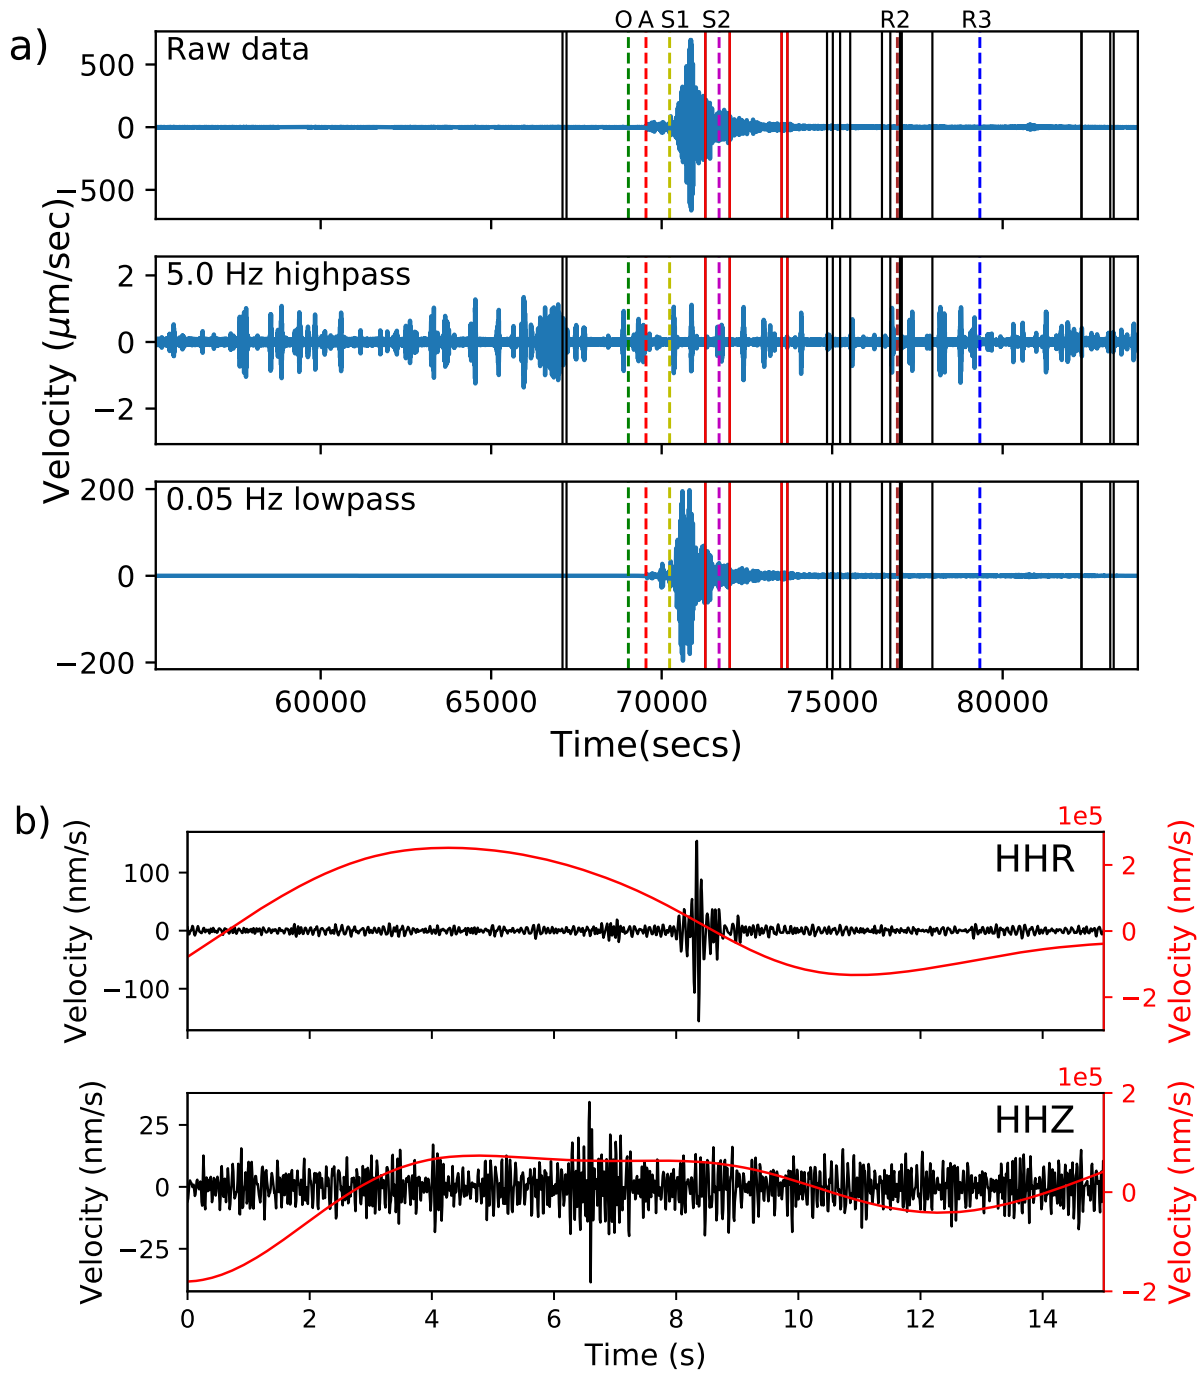 O A S1 S2 R2 R3
a)
Raw data
500
0
−500
5.0 Hz highpass
2
0
−2
0.05 Hz lowpass
200
0
−200
Velocity (μm/sec)
60000 65000 70000 75000 80000
Time(secs)
b)
1e5
HHR
100
0
−100
Velocity (nm/s)
2
0
−2
Velocity (nm/s)
1e5
HHZ
25
0
−25
Velocity (nm/s)
2
0
−2
Velocity (nm/s)
0 2 4 6 8 10 12 14
Time (s)